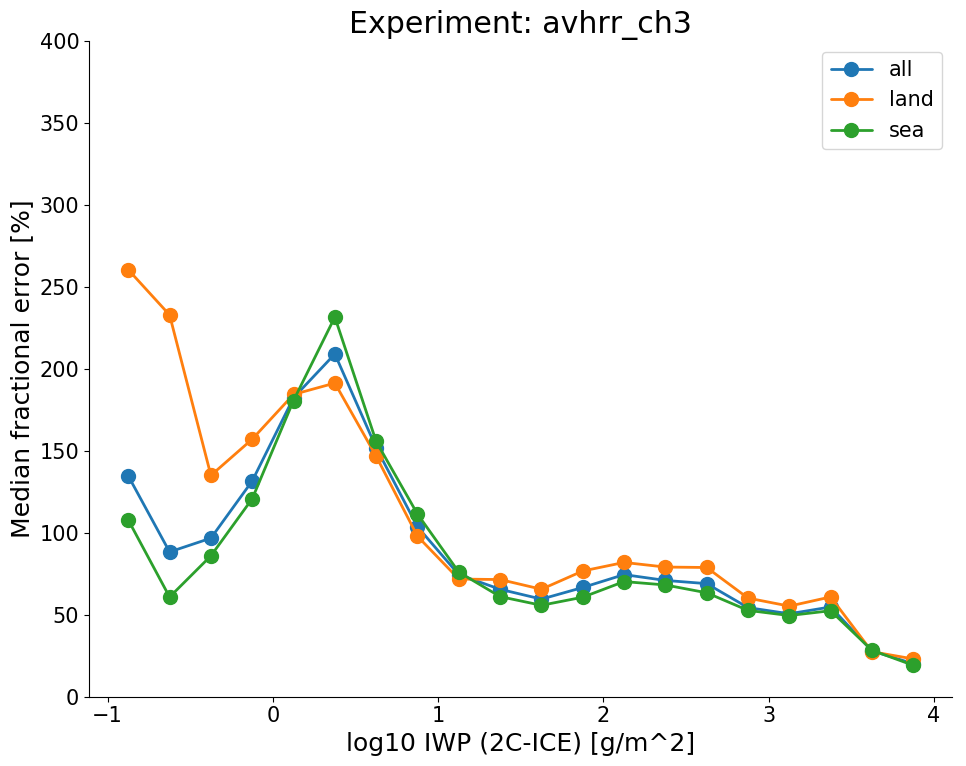 Experiment: avhrr_ch3
Median fractional error [%]
400
350
300
250
200
150
100
50
0
−1
0
1
2
3
4
log10 IWP (2C-ICE) [g/m^2]
all
land
sea